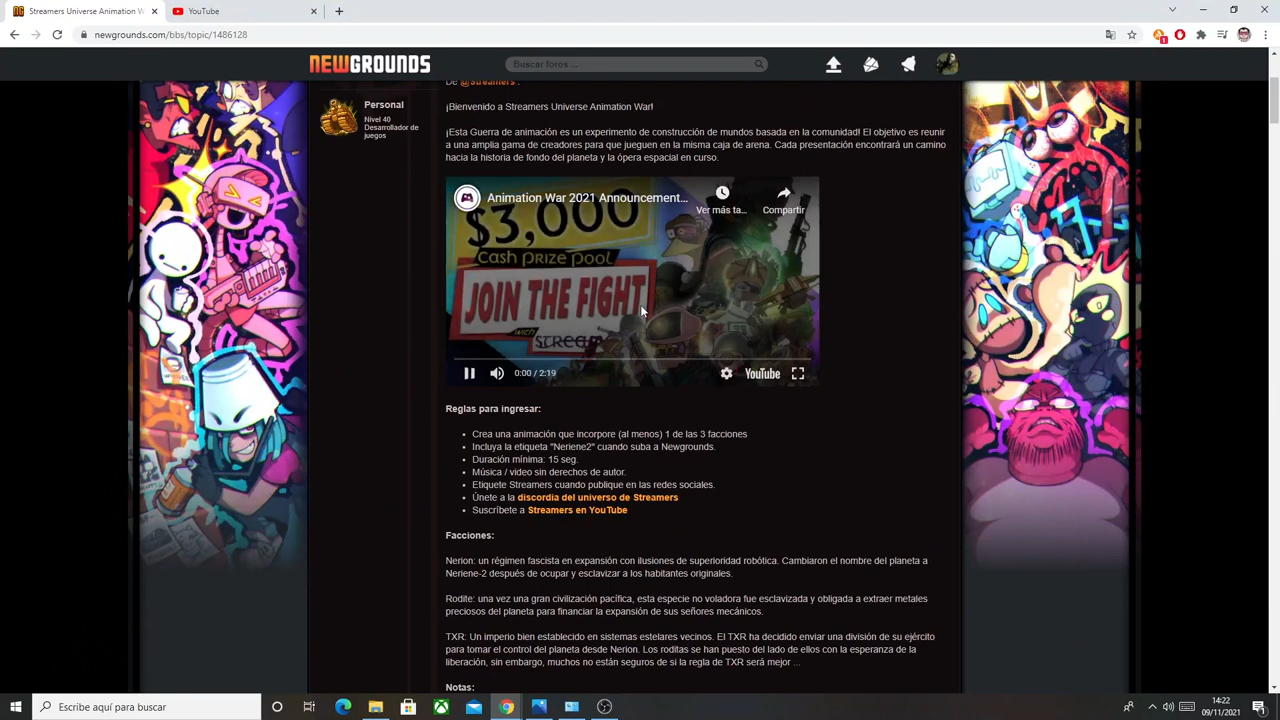 Streamers Universe Animation W
YouTube
newgrounds.com/bbs/topic/1486128
1
NEWGROUNDS
Buscar foros ...
De @Streamers .
Personal
Nivel 40
Desarrollador de
juegos
¡Bienvenido a Streamers Universe Animation War!
¡Esta Guerra de animación es un experimento de construcción de mundos basada en la comunidad! El objetivo es reunir
a una amplia gama de creadores para que jueguen en la misma caja de arena. Cada presentación encontrará un camino
hacia la historia de fondo del planeta y la ópera espacial en curso.
Animation War 2021 Announcement...
Ver más ta...
Compartir
$3,000
Cash Prize Pool
JOIN THE FIGHT
with
0:00 / 2:19
YouTube
Reglas para ingresar:
Crea una animación que incorpore (al menos) 1 de las 3 facciones
Incluya la etiqueta "Neriene2" cuando suba a Newgrounds.
Duración mínima: 15 seg.
Música / video sin derechos de autor.
Etiquete Streamers cuando publique en las redes sociales.
Únete a la discordia del universo de Streamers
Suscríbete a Streamers en YouTube
Facciones:
Nerion: un régimen fascista en expansión con ilusiones de superioridad robótica. Cambiaron el nombre del planeta a
Neriene-2 después de ocupar y esclavizar a los habitantes originales.
Rodite: una vez una gran civilización pacífica, esta especie no voladora fue esclavizada y obligada a extraer metales
preciosos del planeta para financiar la expansión de sus señores mecánicos.
TXR: Un imperio bien establecido en sistemas estelares vecinos. El TXR ha decidido enviar una división de su ejército
para tomar el control del planeta desde Nerion. Los roditas se han puesto del lado de ellos con la esperanza de la
liberación, sin embargo, muchos no están seguros de si la regla de TXR será mejor ...
Notas:
Escribe aquí para buscar
14:22
09/11/2021